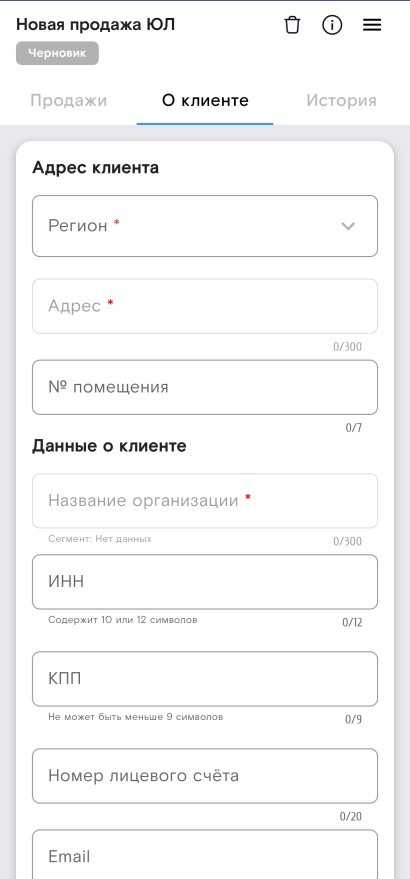 Новая продажа ЮЛ
Черновик
Продажи О клиенте История
Адрес клиента
Регион *
Адрес *
0/300
№ помещения
0/7
Данные о клиенте
Название организации *
Сегмент: Нет данных 0/300
ИНН
Содержит 10 или 12 символов 0/12
КПП
Не может быть меньше 9 символов 0/9
Номер лицевого счёта
0/20
Email